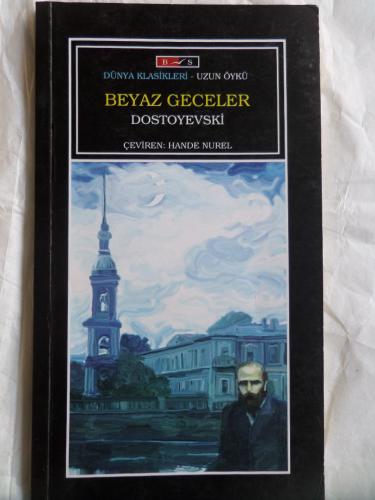 B S
DÜNYA KLASİKLERİ - UZUN ÖYKÜ
BEYAZ GECELER
DOSTOYEVSKİ
ÇEVİREN: HANDE NUREL